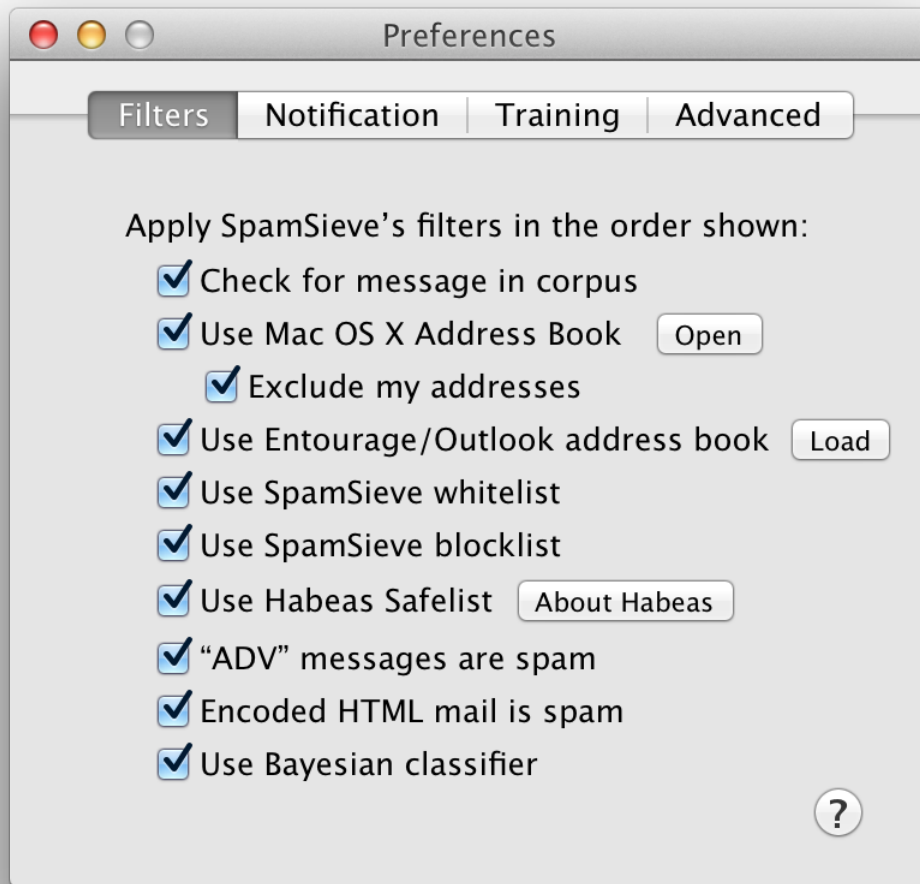 Preferences
Filters Notification Training Advanced
Apply SpamSieve’s filters in the order shown:
Check for message in corpus
Use Mac OS X Address Book Open
Exclude my addresses
Use Entourage/Outlook address book Load
Use SpamSieve whitelist
Use SpamSieve blocklist
Use Habeas Safelist About Habeas
“ADV” messages are spam
Encoded HTML mail is spam
Use Bayesian classifier
?